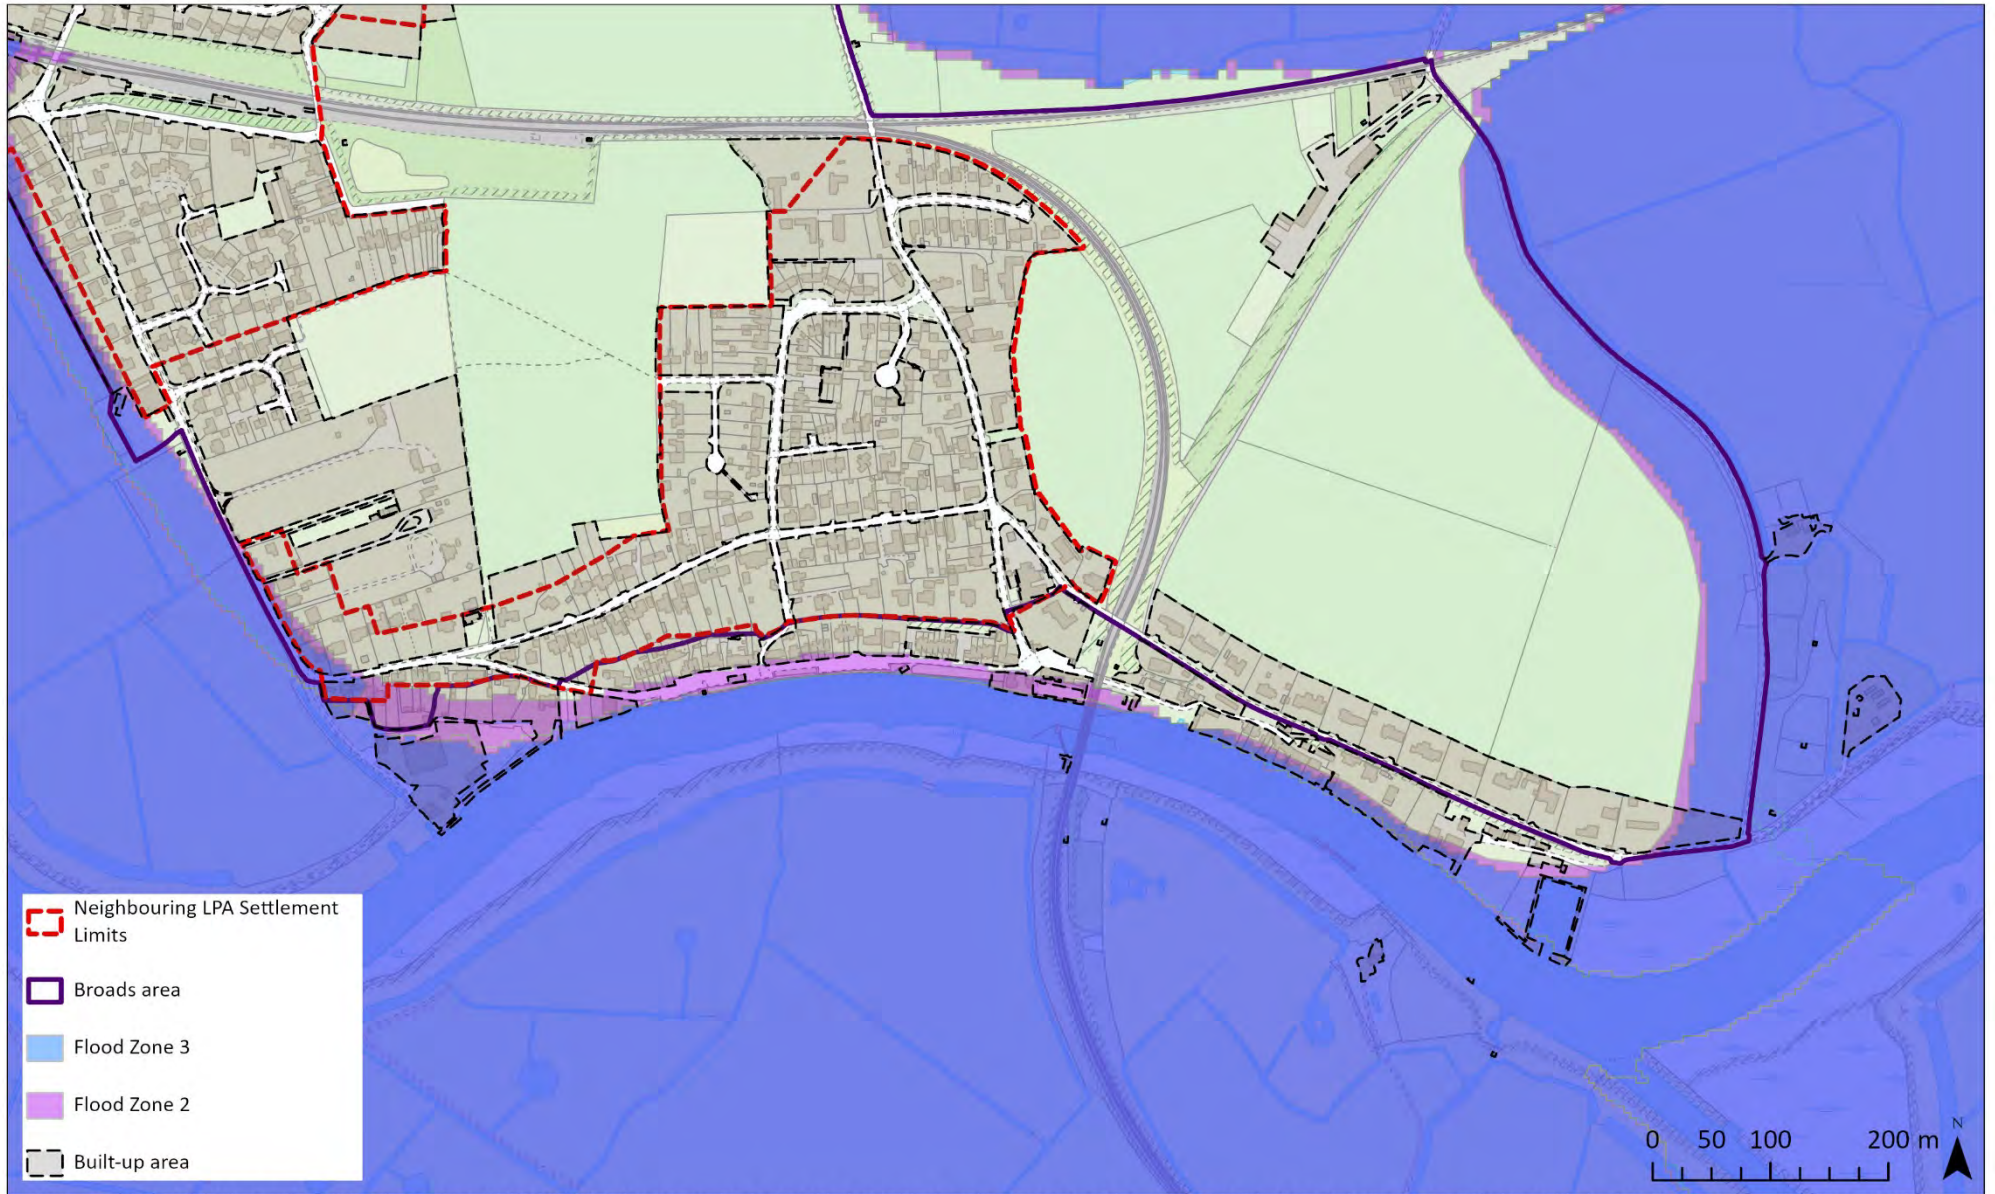 Neighbouring LPA Settlement
Limits
Broads area
Flood Zone 3
Flood Zone 2
Built-up area
0 50 100 200 m
N